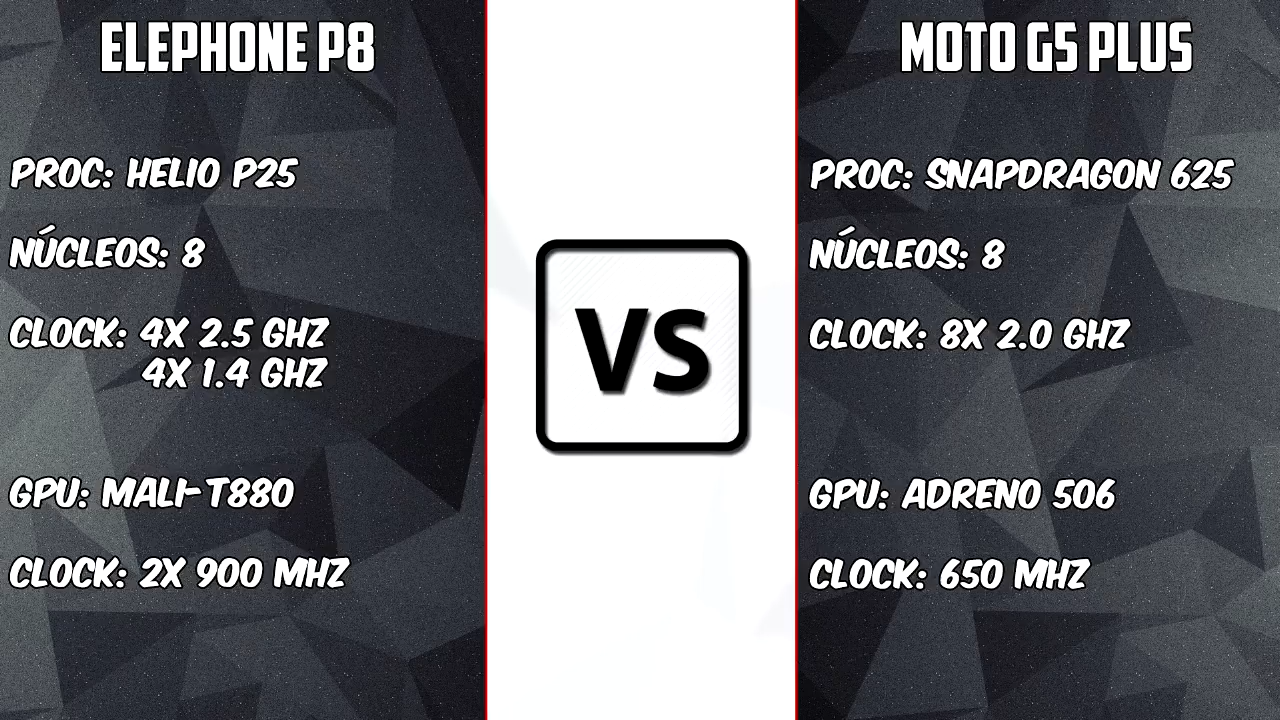 ELEPHONE P8
PROC: HELIO P25
NÚCLEOS: 8
CLOCK: 4X 2.5 GHZ
4X 1.4 GHZ
GPU: MALI-T880
CLOCK: 2X 900 MHZ
VS
MOTO G5 PLUS
PROC: SNAPDRAGON 625
NÚCLEOS: 8
CLOCK: 8X 2.0 GHZ
GPU: ADRENO 506
CLOCK: 650 MHZ